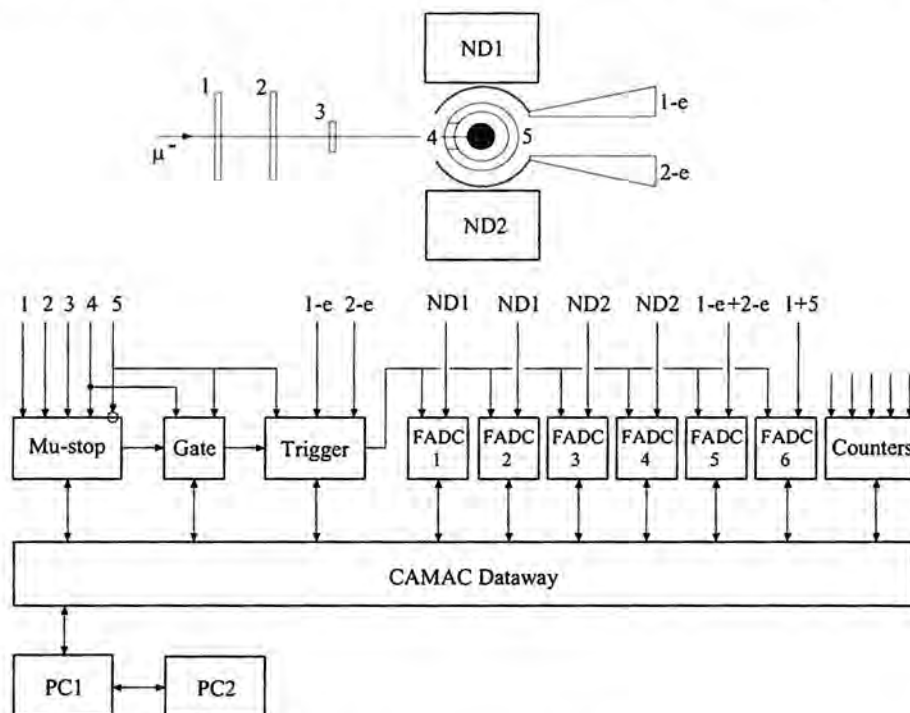 ND1
1 2 3 4 5 1-e
μ⁻
2-e
ND2
1 2 3 4 5 1-e 2-e ND1 ND1 ND2 ND2 1-e+2-e 1+5
Mu-stop Gate Trigger FADC 1 FADC 2 FADC 3 FADC 4 FADC 5 FADC 6 Counters
CAMAC Dataway
PC1 PC2